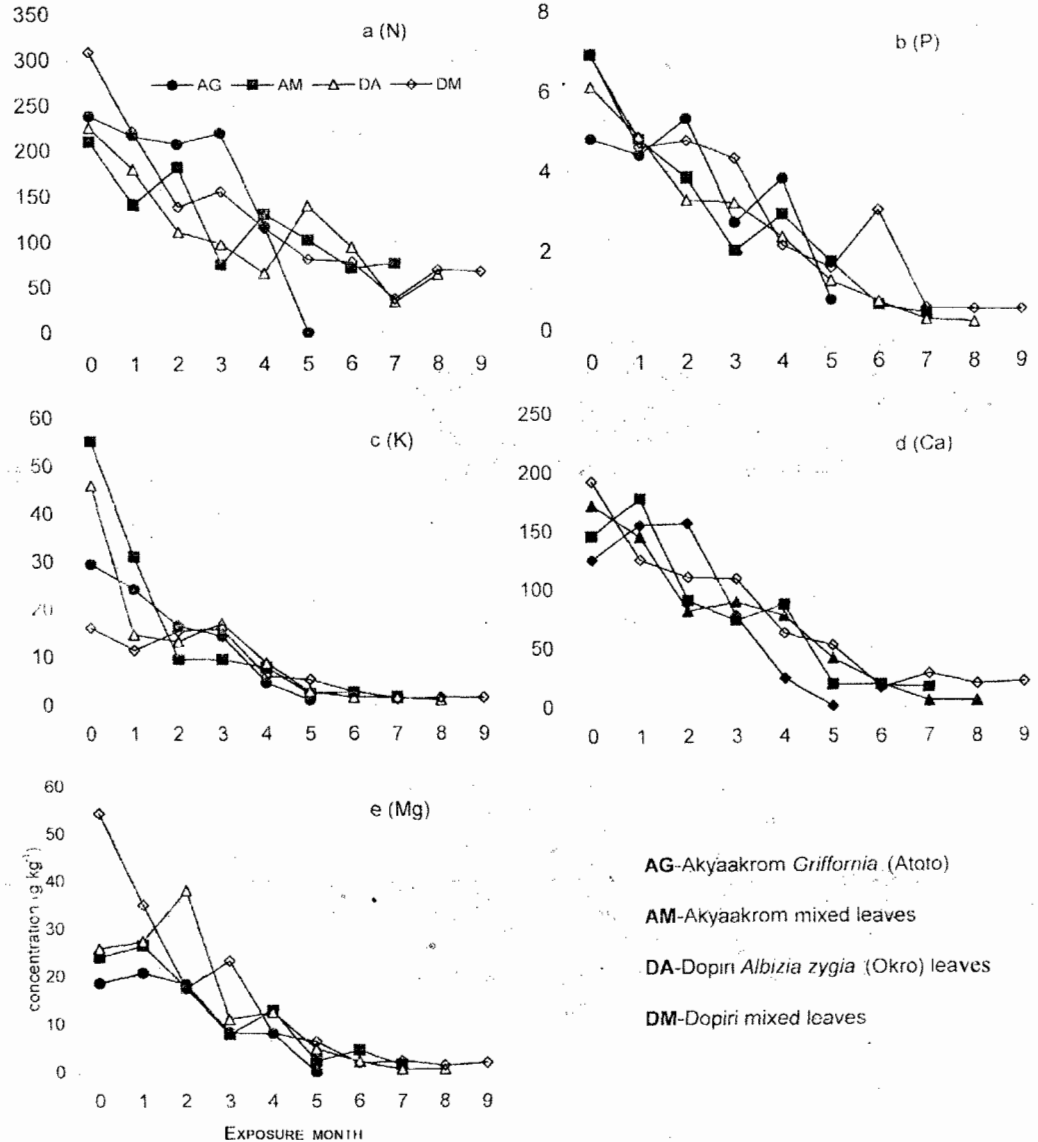 350
300
250
200
150
100
50
0
a (N)
AG AM DA DM
0 1 2 3 4 5 6 7 8 9
8
6
4
2
0
b (P)
0 1 2 3 4 5 6 7 8 9
60
50
40
30
20
10
0
c (K)
0 1 2 3 4 5 6 7 8 9
250
200
150
100
50
0
d (Ca)
0 1 2 3 4 5 6 7 8 9
60
50
40
30
20
10
0
concentration (g kg⁻¹)
e (Mg)
0 1 2 3 4 5 6 7 8 9
EXPOSURE MONTH
AG-Akyaakrom Griffornia (Atoto)
AM-Akyaakrom mixed leaves
DA-Dopiri Albizia zygia (Okro) leaves
DM-Dopiri mixed leaves